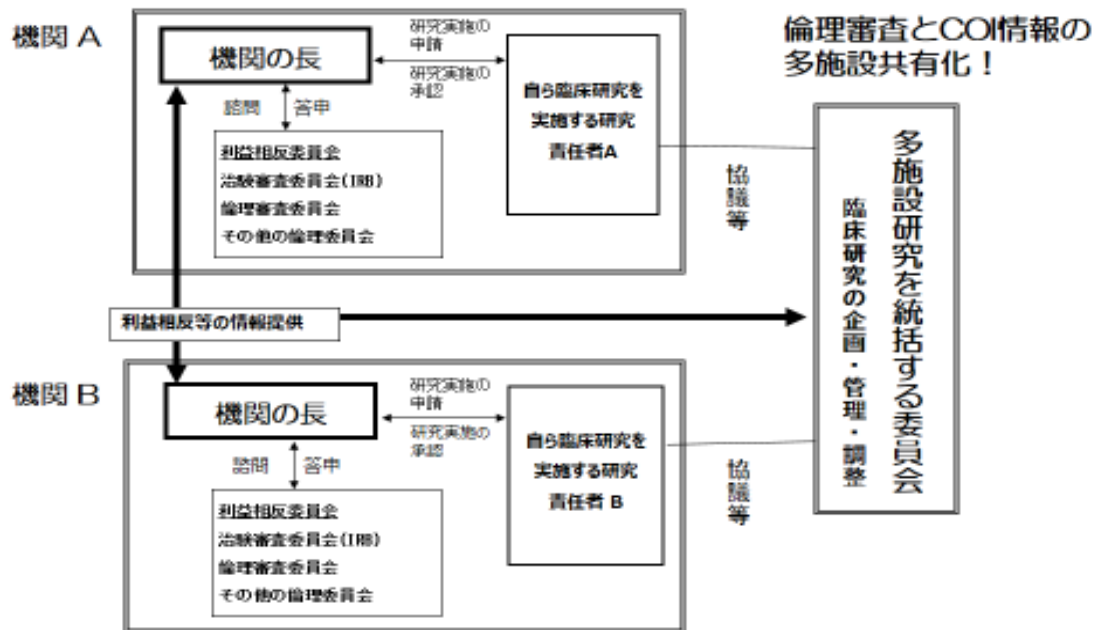 機関 A
機関の長
研究実施の
申請
研究実施の
承認
自ら臨床研究を
実施する研究
責任者A
諮問
答申
利益相反委員会
治験審査委員会(IRB)
倫理審査委員会
その他の倫理委員会
倫理審査とCOI情報の
多施設共有化！
協議等
多施設研究を統括する委員会
臨床研究の企画・管理・調整
利益相反等の情報提供
機関 B
機関の長
研究実施の
申請
研究実施の
承認
自ら臨床研究を
実施する研究
責任者 B
諮問
答申
利益相反委員会
治験審査委員会(IRB)
倫理審査委員会
その他の倫理委員会
協議等